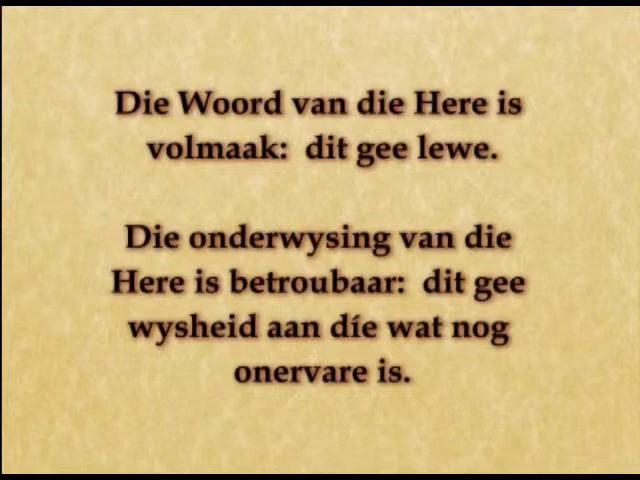 Die Woord van die Here is
volmaak:  dit gee lewe.
Die onderwysing van die
Here is betroubaar:  dit gee
wysheid aan díe wat nog
onervare is.